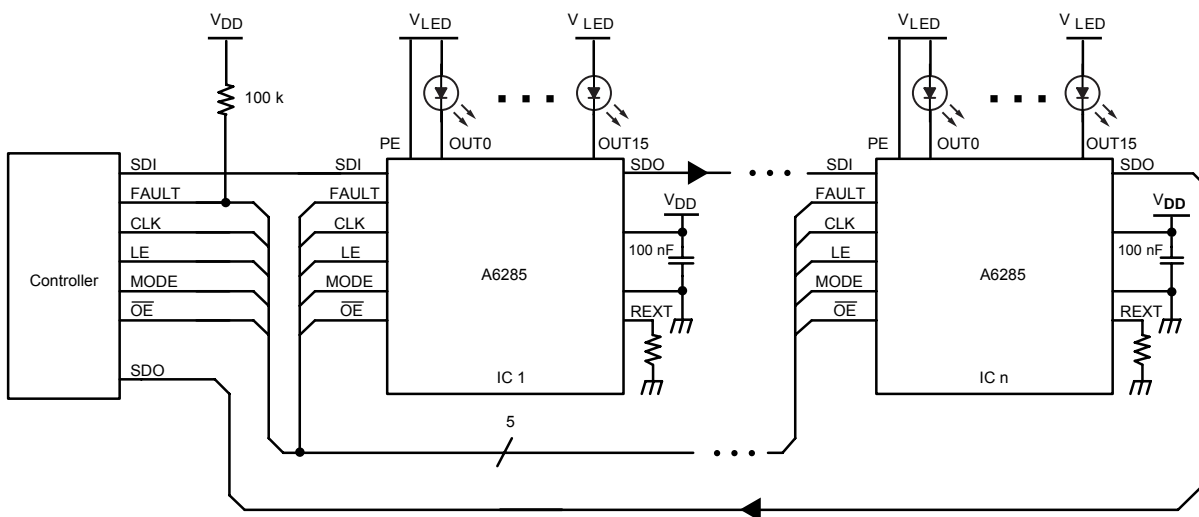 VDD
100 k
VLED
V LED
VLED
V LED
PE
OUT0
OUT15
PE
OUT0
OUT15
SDI
SDI
SDO
SDI
SDO
FAULT
FAULT
FAULT
CLK
CLK
VDD
CLK
VDD
LE
LE
100 nF
LE
100 nF
Controller
MODE
MODE
A6285
MODE
A6285
OE
OE
REXT
OE
REXT
SDO
IC 1
IC n
5